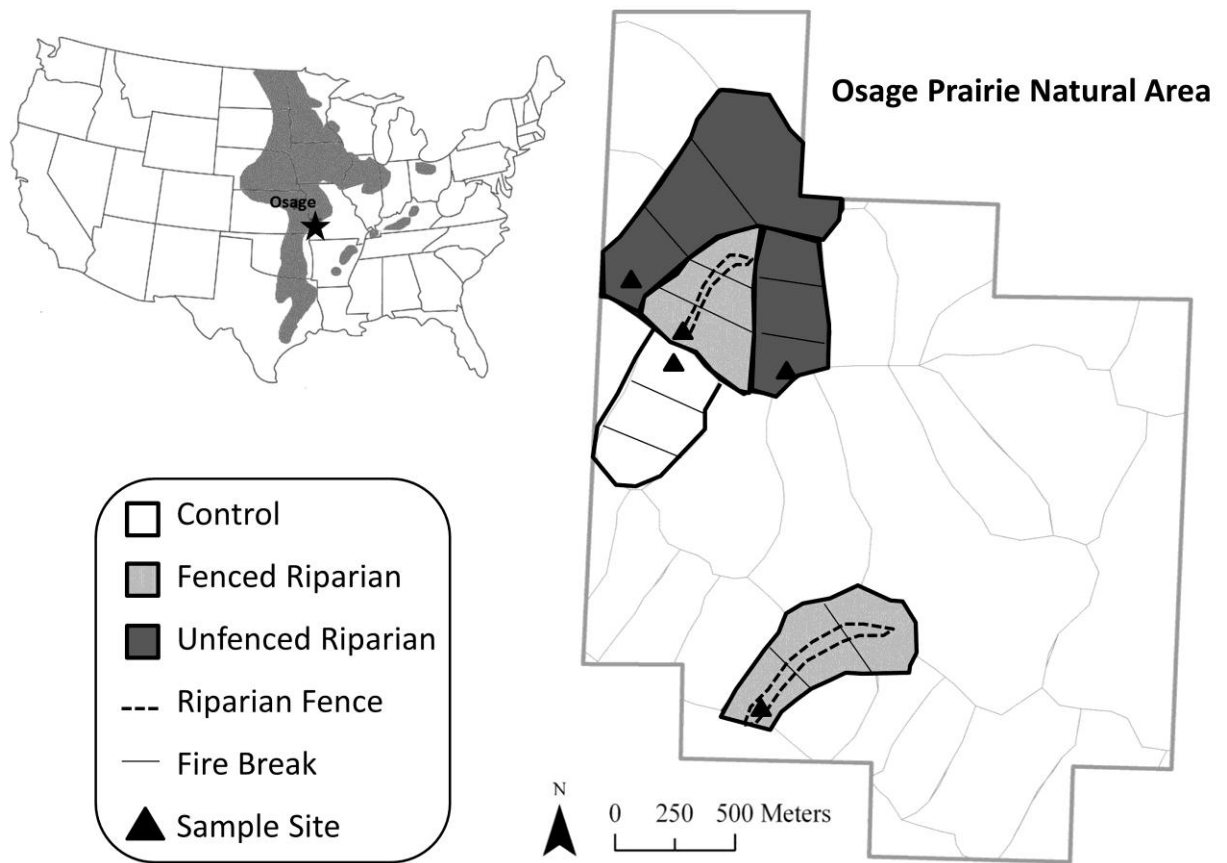 Osage Prairie Natural Area
Osage
Control
Fenced Riparian
Unfenced Riparian
Riparian Fence
Fire Break
Sample Site
N
0 250 500 Meters